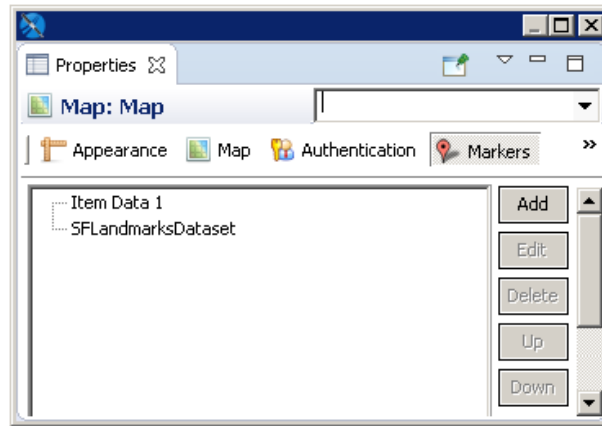 Properties
Map: Map
Appearance Map Authentication Markers »
Item Data 1
SFLandmarksDataset
Add
Edit
Delete
Up
Down